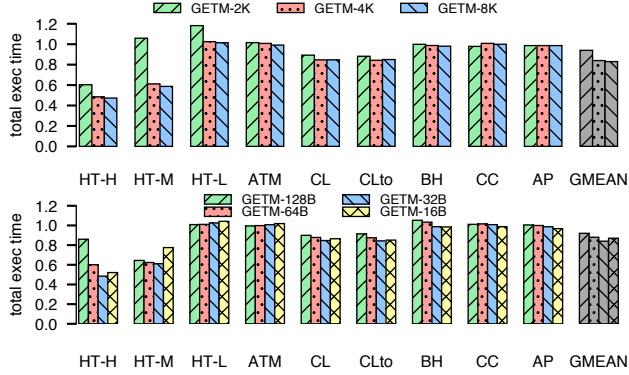 GETM-2K GETM-4K GETM-8K
total exec time
1.2
1.0
0.8
0.6
0.4
0.2
0.0
HT-H HT-M HT-L ATM CL CLto BH CC AP GMEAN
GETM-128B GETM-32B
GETM-64B GETM-16B
total exec time
1.2
1.0
0.8
0.6
0.4
0.2
0.0
HT-H HT-M HT-L ATM CL CLto BH CC AP GMEAN